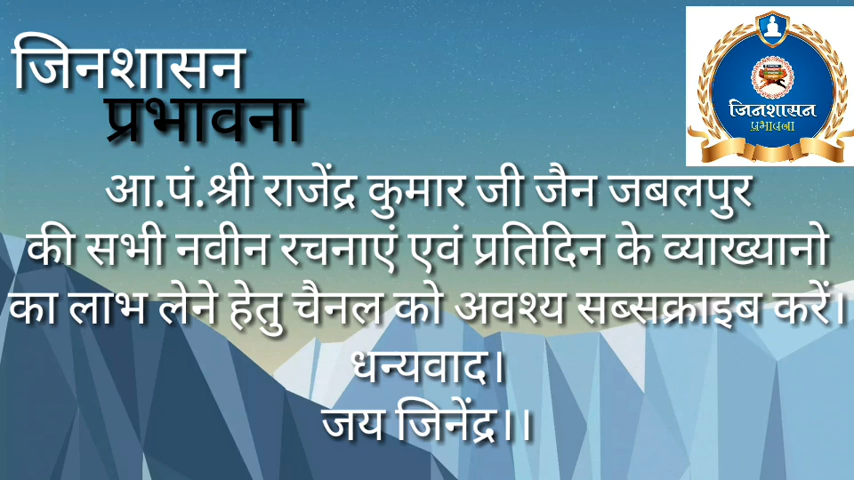 जिनशासन
प्रभावना
जिनशासन
प्रभावना
आ.पं.श्री राजेंद्र कुमार जी जैन जबलपुर
की सभी नवीन रचनाएं एवं प्रतिदिन के व्याख्यानो
का लाभ लेने हेतु चैनल को अवश्य सब्सक्राइब करें।
धन्यवाद।
जय जिनेंद्र।।